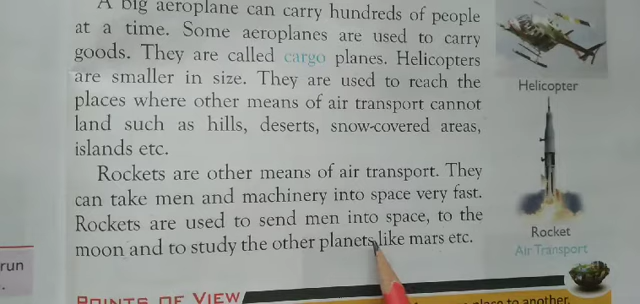 A big aeroplane can carry hundreds of people
at a time. Some aeroplanes are used to carry
goods. They are called cargo planes. Helicopters
are smaller in size. They are used to reach the
places where other means of air transport cannot
land such as hills, deserts, snow-covered areas,
islands etc.
Rockets are other means of air transport. They
can take men and machinery into space very fast.
Rockets are used to send men into space, to the
moon and to study the other planets like mars etc.
Helicopter
Rocket
Air Transport
run
POINTS OF VIEW
place to another.